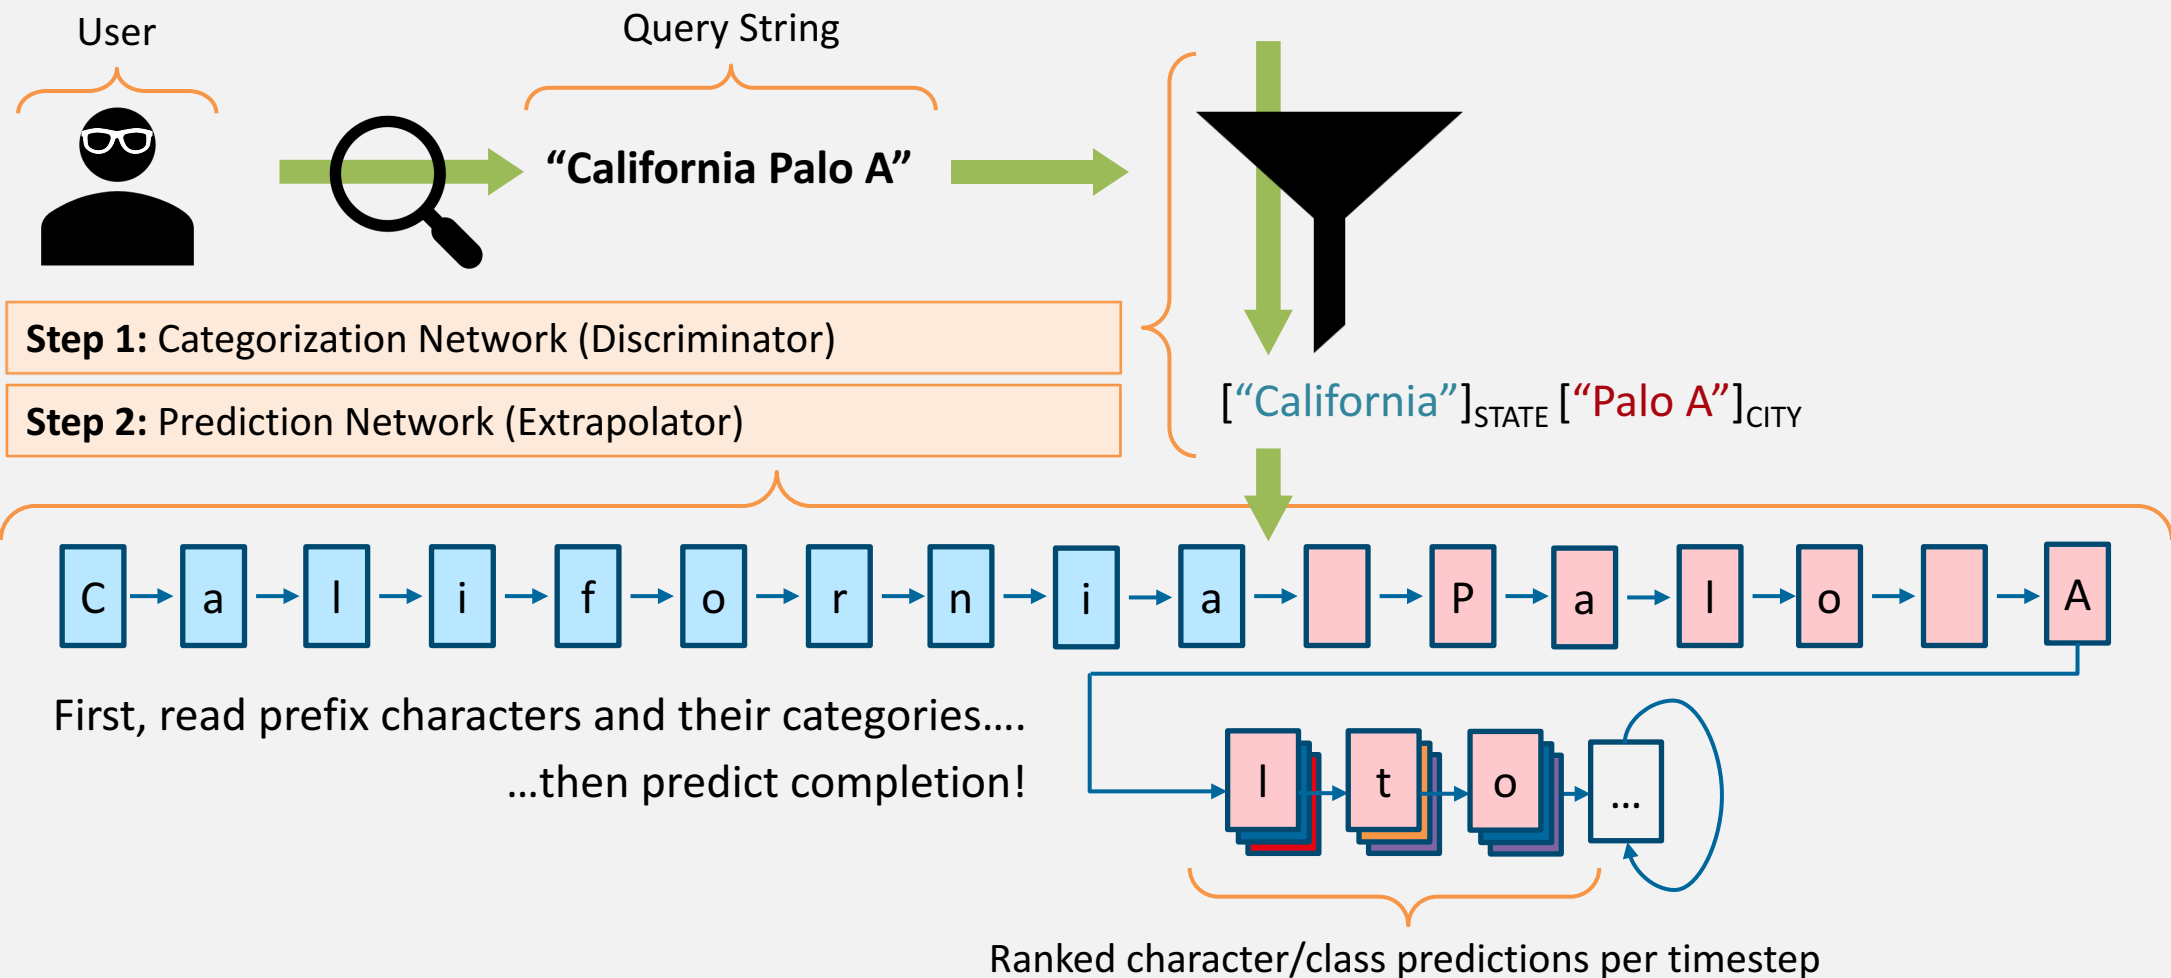 User
Query String
“California Palo A”
Step 1: Categorization Network (Discriminator)
Step 2: Prediction Network (Extrapolator)
[“California”]STATE [“Palo A”]CITY
C a l i f o r n i a P a l o A
First, read prefix characters and their categories....
...then predict completion!
l t o ...
Ranked character/class predictions per timestep